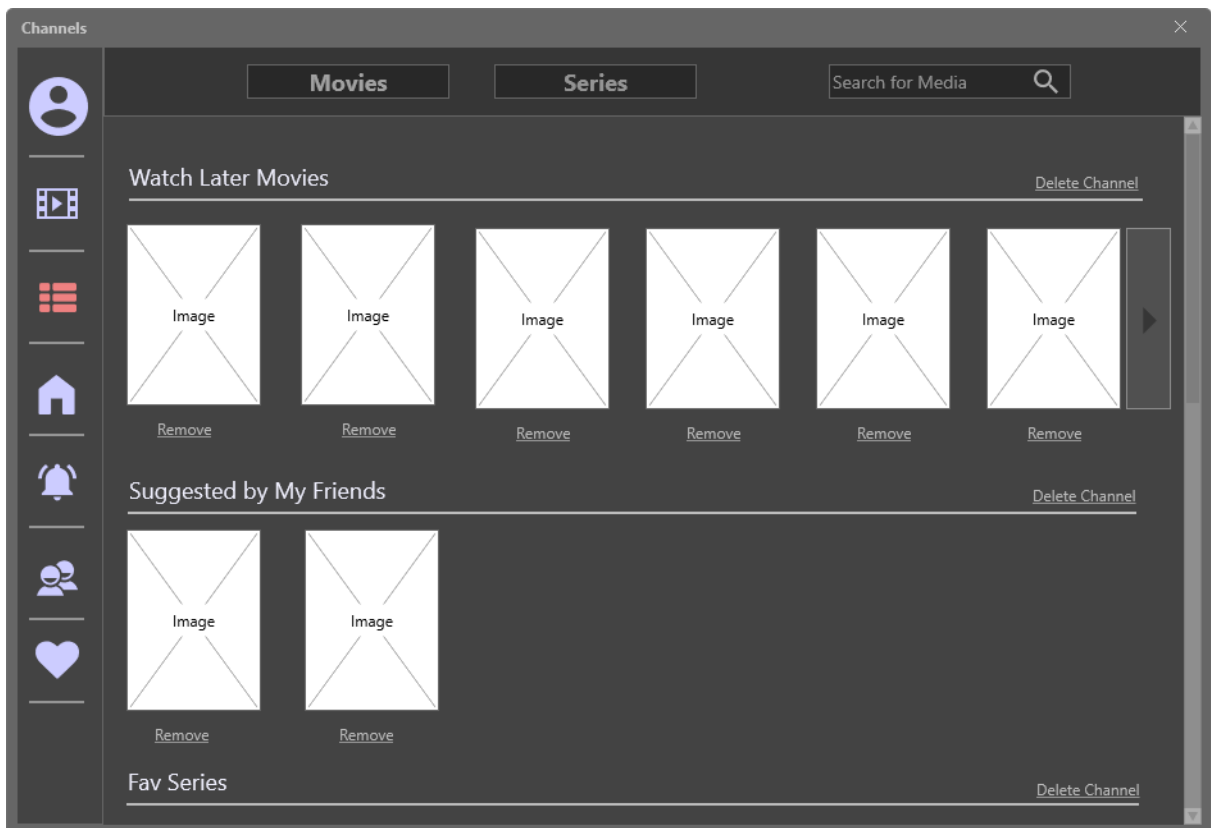 Channels
Movies Series Search for Media
Watch Later Movies Delete Channel
Image Image Image Image Image Image
Remove Remove Remove Remove Remove Remove
Suggested by My Friends Delete Channel
Image Image
Remove Remove
Fav Series Delete Channel